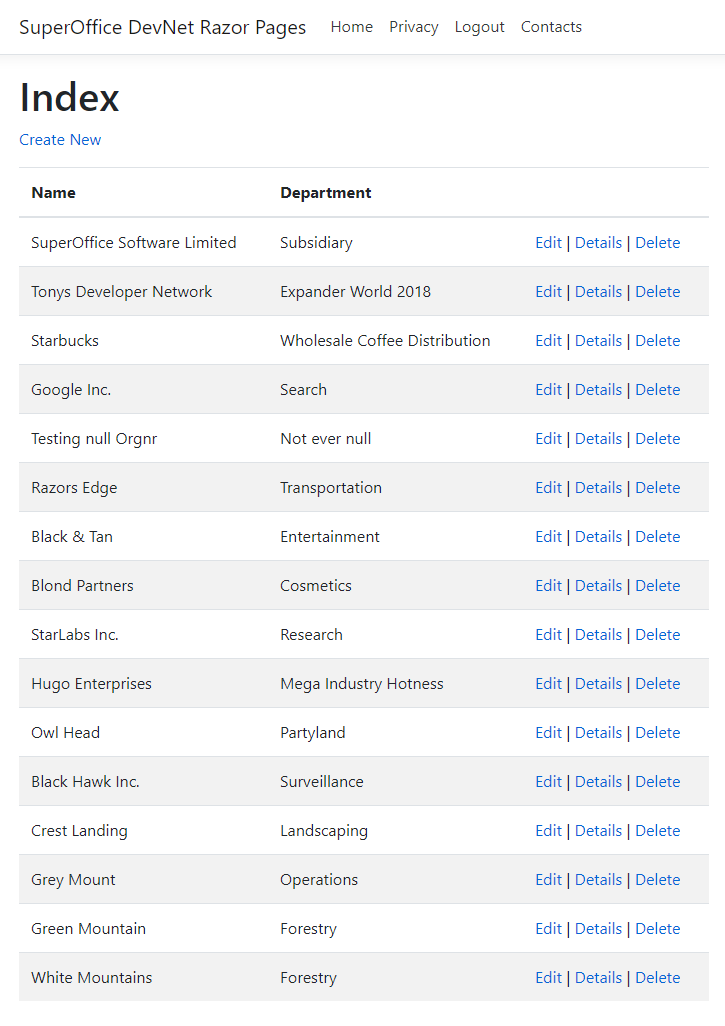 SuperOffice DevNet Razor Pages Home Privacy Logout Contacts
Index
Create New
Name Department
SuperOffice Software Limited Subsidiary Edit | Details | Delete
Tonys Developer Network Expander World 2018 Edit | Details | Delete
Starbucks Wholesale Coffee Distribution Edit | Details | Delete
Google Inc. Search Edit | Details | Delete
Testing null Orgnr Not ever null Edit | Details | Delete
Razors Edge Transportation Edit | Details | Delete
Black & Tan Entertainment Edit | Details | Delete
Blond Partners Cosmetics Edit | Details | Delete
StarLabs Inc. Research Edit | Details | Delete
Hugo Enterprises Mega Industry Hotness Edit | Details | Delete
Owl Head Partyland Edit | Details | Delete
Black Hawk Inc. Surveillance Edit | Details | Delete
Crest Landing Landscaping Edit | Details | Delete
Grey Mount Operations Edit | Details | Delete
Green Mountain Forestry Edit | Details | Delete
White Mountains Forestry Edit | Details | Delete